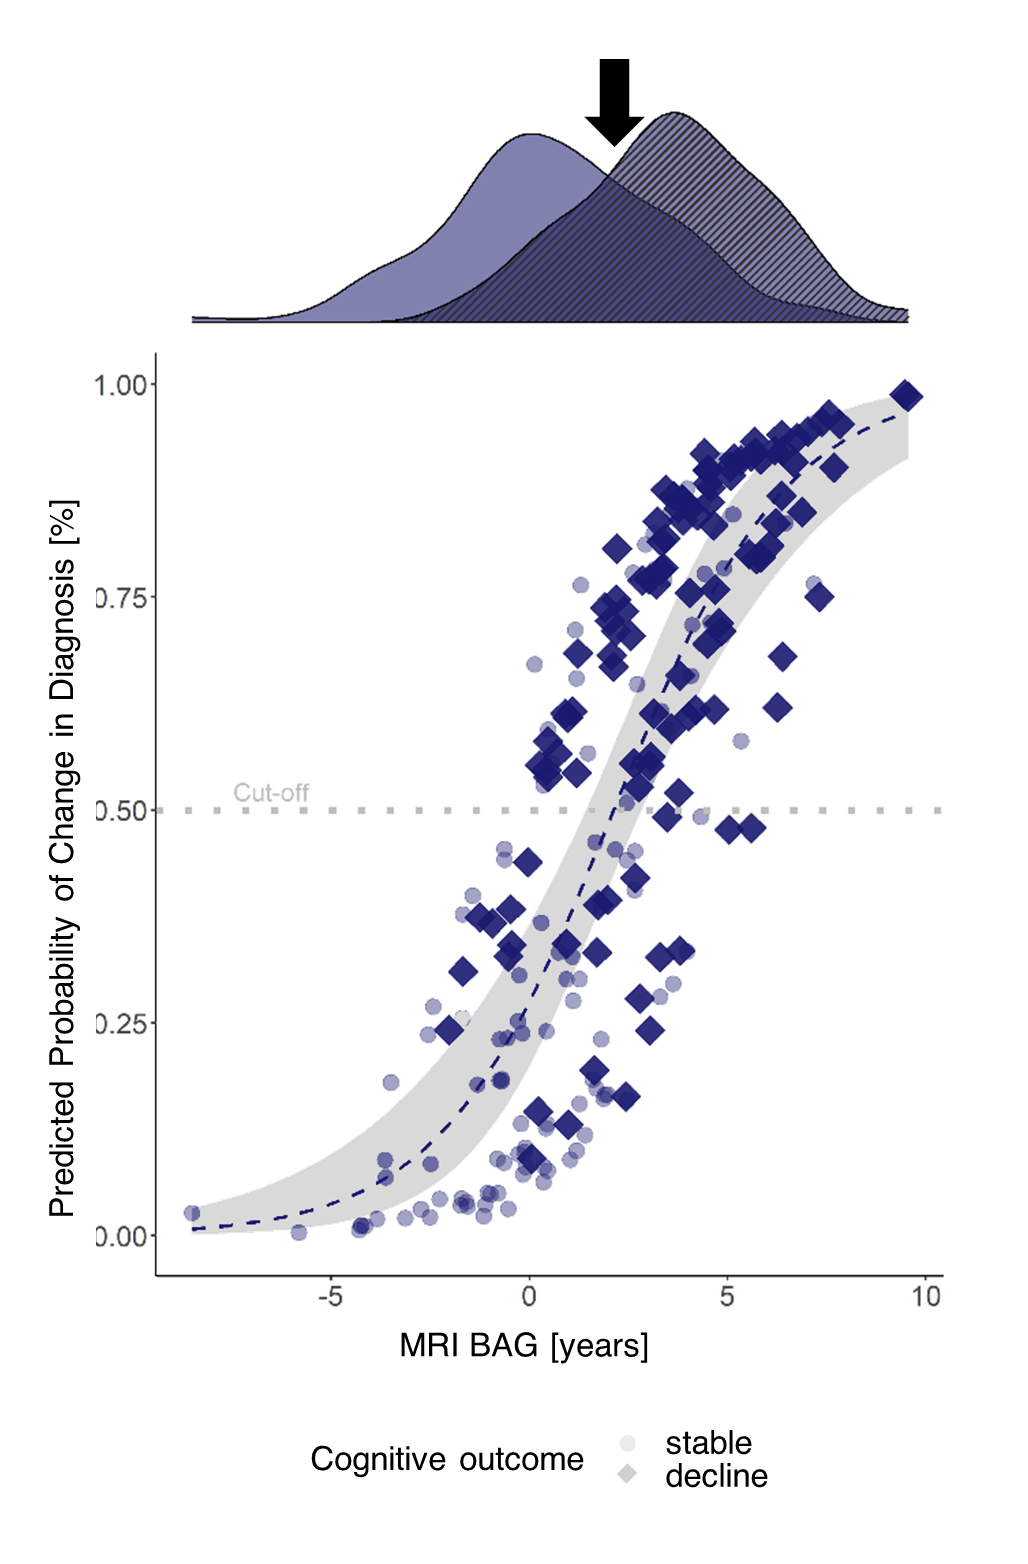 1.00
0.75
0.50
0.25
0.00
Predicted Probability of Change in Diagnosis [%]
Cut-off
-5 0 5 10
MRI BAG [years]
Cognitive outcome
stable
decline